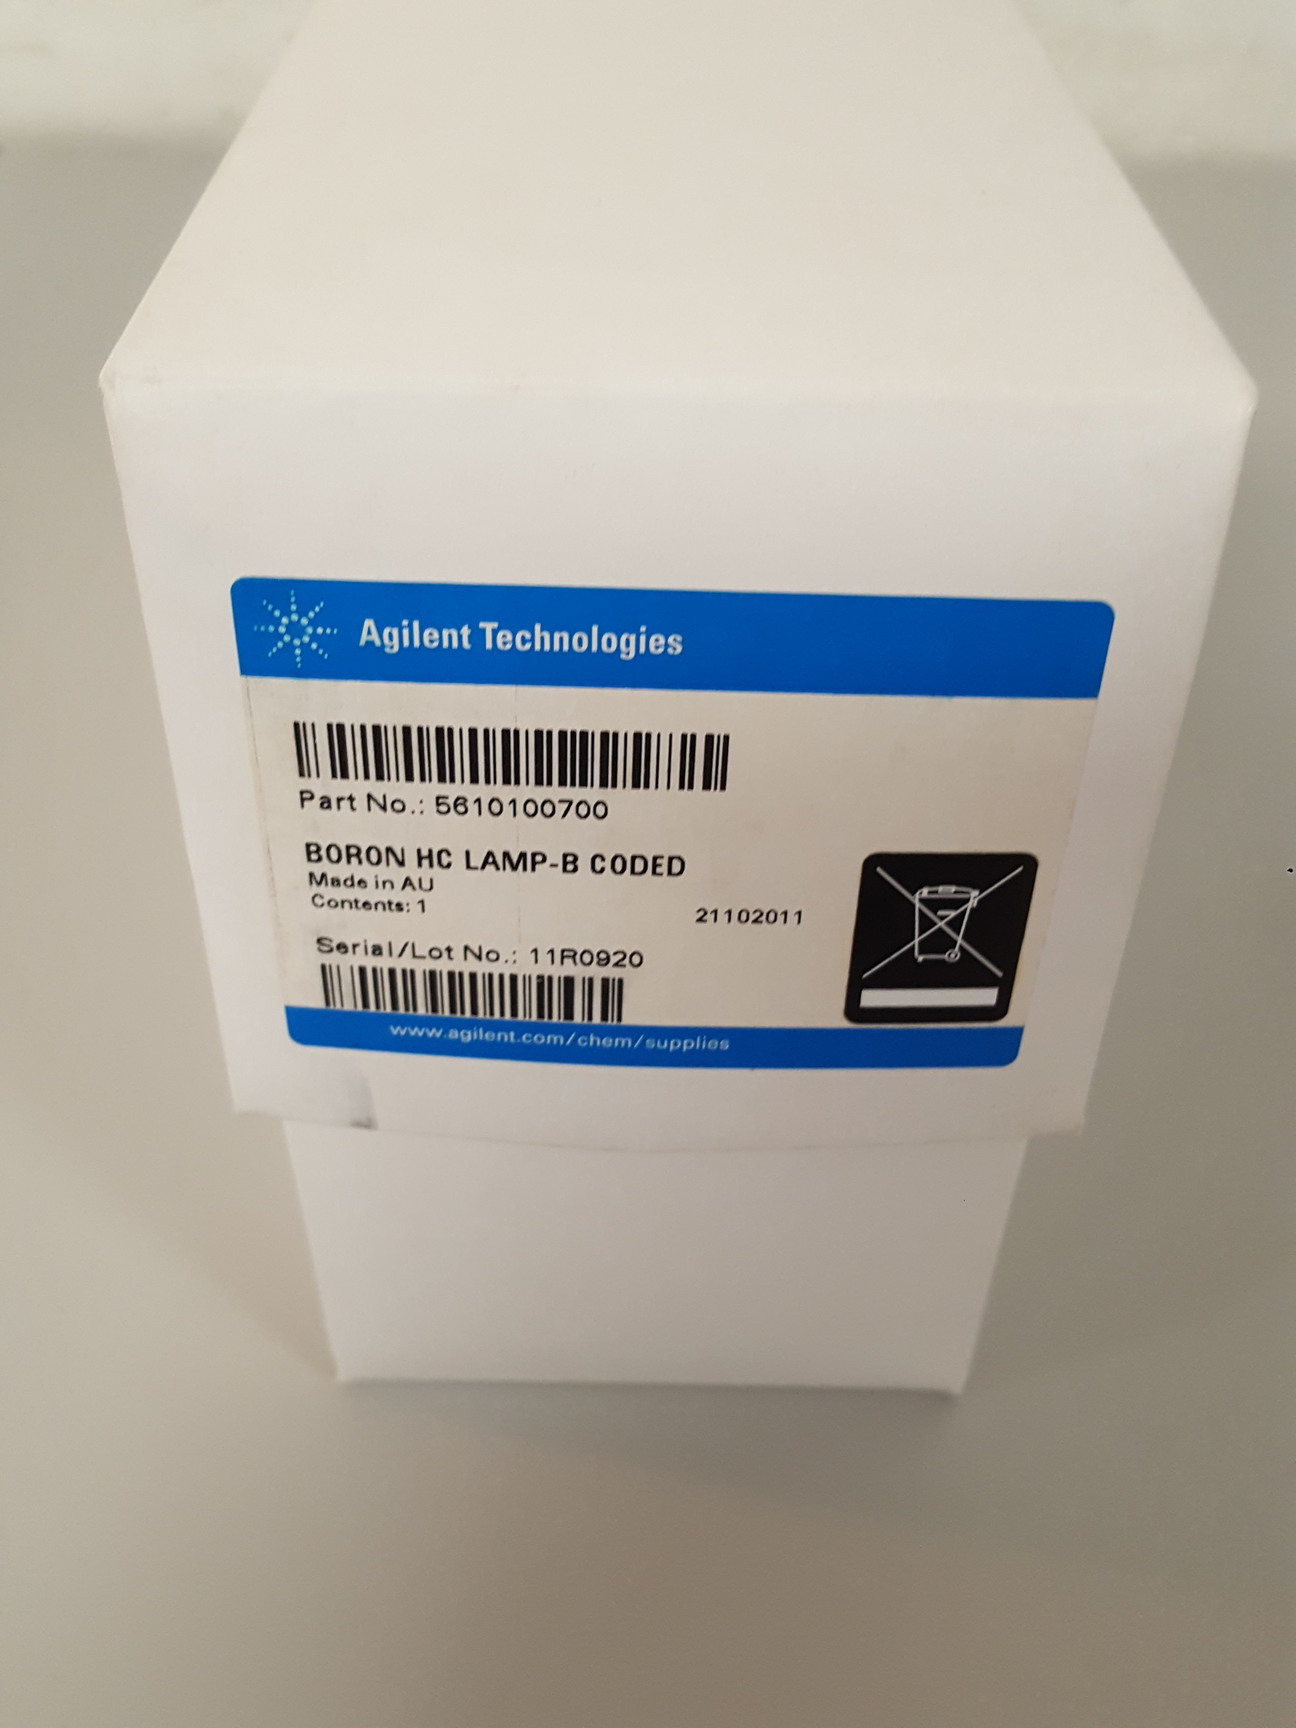 Agilent Technologies
Part No.: 5610100700
BORON HC LAMP-B CODED
Made in AU
Contents: 1
21102011
Serial/Lot No.: 11R0920
www.agilent.com/chem/supplies